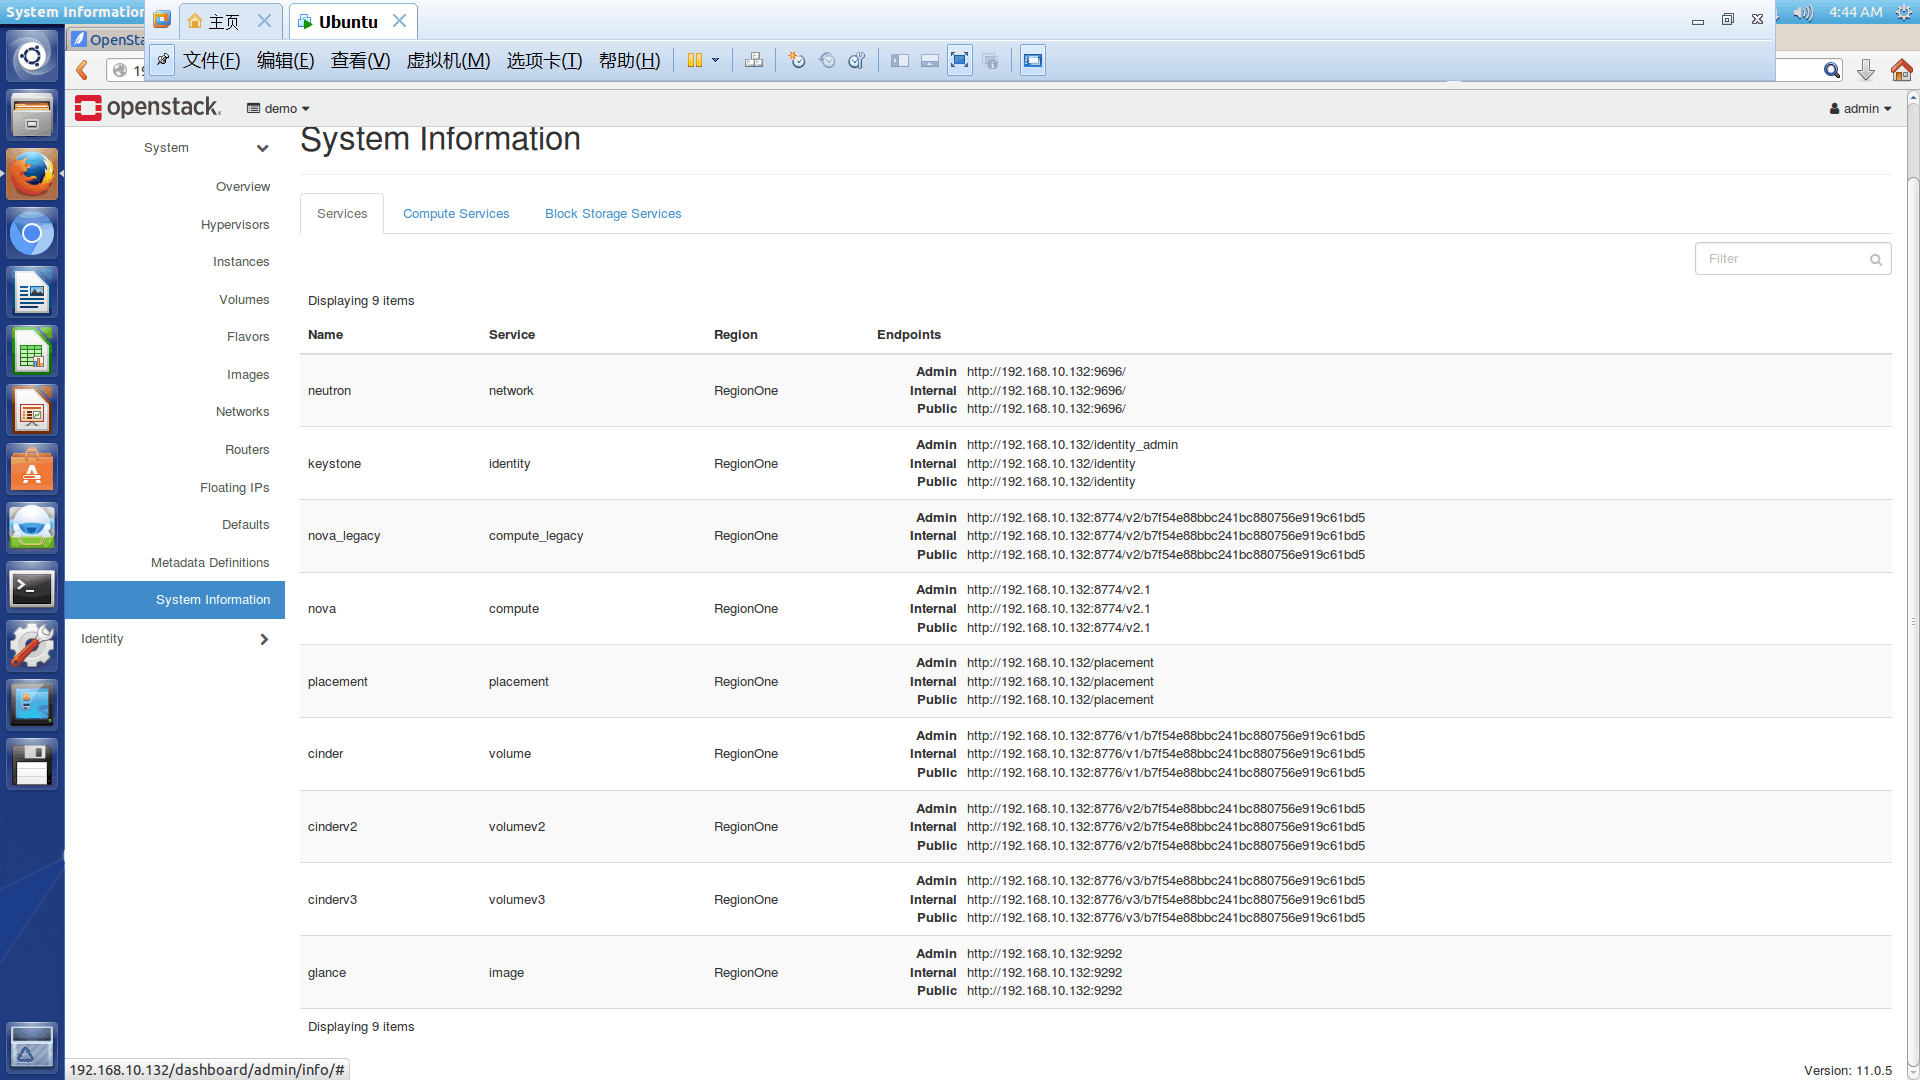 System Information
主页
Ubuntu
4:44 AM
OpenSta
文件(F) 编辑(E) 查看(V) 虚拟机(M) 选项卡(T) 帮助(H)
openstack.
demo
admin
System
Overview
Hypervisors
Instances
Volumes
Flavors
Images
Networks
Routers
Floating IPs
Defaults
Metadata Definitions
System Information
Identity
System Information
Services Compute Services Block Storage Services
Filter
Displaying 9 items
Name Service Region Endpoints
neutron network RegionOne
Admin http://192.168.10.132:9696/
Internal http://192.168.10.132:9696/
Public http://192.168.10.132:9696/
keystone identity RegionOne
Admin http://192.168.10.132/identity_admin
Internal http://192.168.10.132/identity
Public http://192.168.10.132/identity
nova_legacy compute_legacy RegionOne
Admin http://192.168.10.132:8774/v2/b7f54e88bbc241bc880756e919c61bd5
Internal http://192.168.10.132:8774/v2/b7f54e88bbc241bc880756e919c61bd5
Public http://192.168.10.132:8774/v2/b7f54e88bbc241bc880756e919c61bd5
nova compute RegionOne
Admin http://192.168.10.132:8774/v2.1
Internal http://192.168.10.132:8774/v2.1
Public http://192.168.10.132:8774/v2.1
placement placement RegionOne
Admin http://192.168.10.132/placement
Internal http://192.168.10.132/placement
Public http://192.168.10.132/placement
cinder volume RegionOne
Admin http://192.168.10.132:8776/v1/b7f54e88bbc241bc880756e919c61bd5
Internal http://192.168.10.132:8776/v1/b7f54e88bbc241bc880756e919c61bd5
Public http://192.168.10.132:8776/v1/b7f54e88bbc241bc880756e919c61bd5
cinderv2 volumev2 RegionOne
Admin http://192.168.10.132:8776/v2/b7f54e88bbc241bc880756e919c61bd5
Internal http://192.168.10.132:8776/v2/b7f54e88bbc241bc880756e919c61bd5
Public http://192.168.10.132:8776/v2/b7f54e88bbc241bc880756e919c61bd5
cinderv3 volumev3 RegionOne
Admin http://192.168.10.132:8776/v3/b7f54e88bbc241bc880756e919c61bd5
Internal http://192.168.10.132:8776/v3/b7f54e88bbc241bc880756e919c61bd5
Public http://192.168.10.132:8776/v3/b7f54e88bbc241bc880756e919c61bd5
glance image RegionOne
Admin http://192.168.10.132:9292
Internal http://192.168.10.132:9292
Public http://192.168.10.132:9292
Displaying 9 items
192.168.10.132/dashboard/admin/info/#
Version: 11.0.5